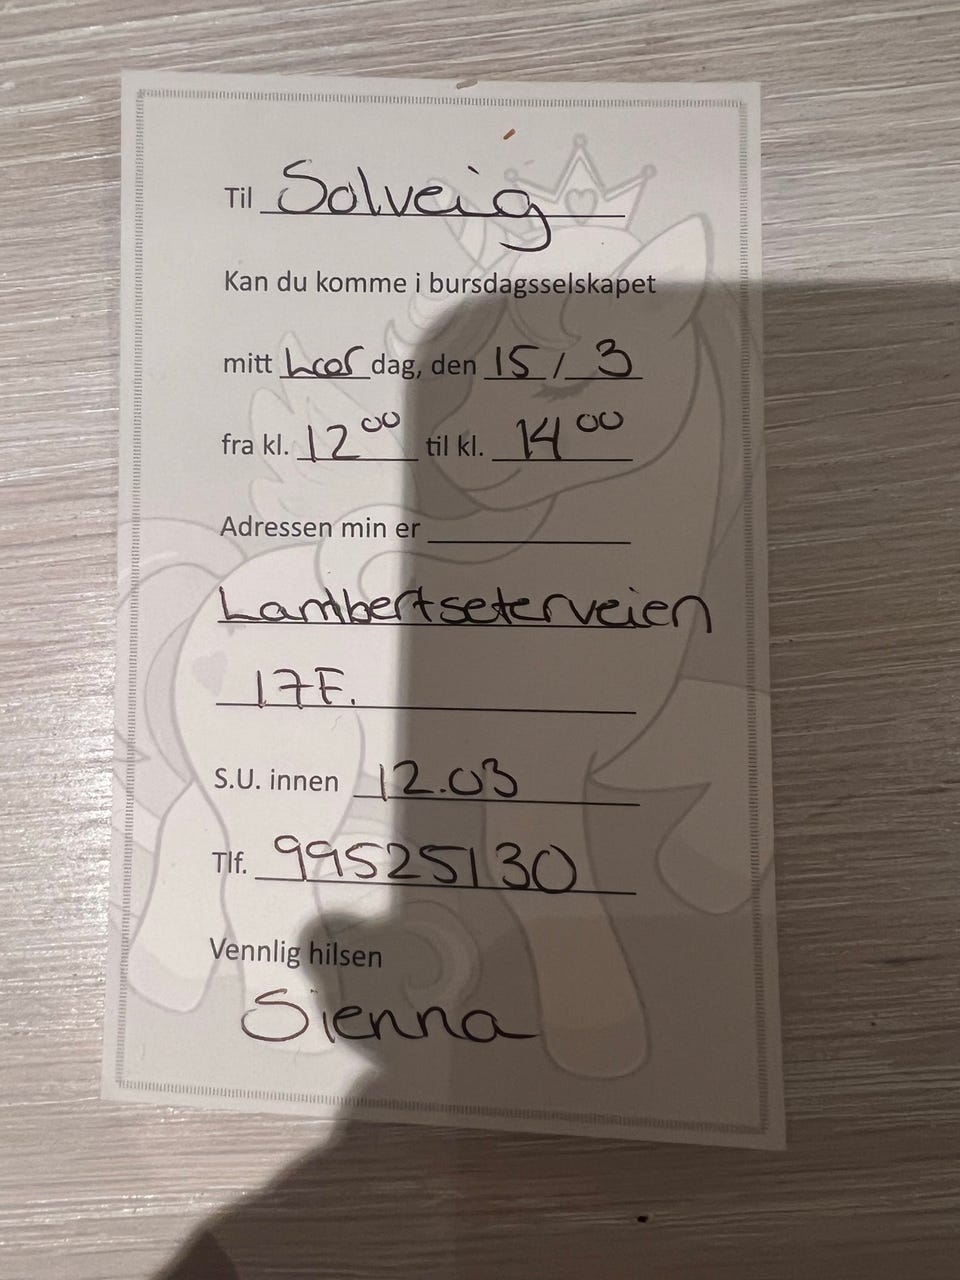 Til Solveig
Kan du komme i bursdagsselskapet
mitt lør dag, den 15 / 3
fra kl. 12⁰⁰ til kl. 14⁰⁰
Adressen min er
Lambertseterveien
17F.
S.U. innen 12.03
Tlf. 99525130
Vennlig hilsen
Sienna